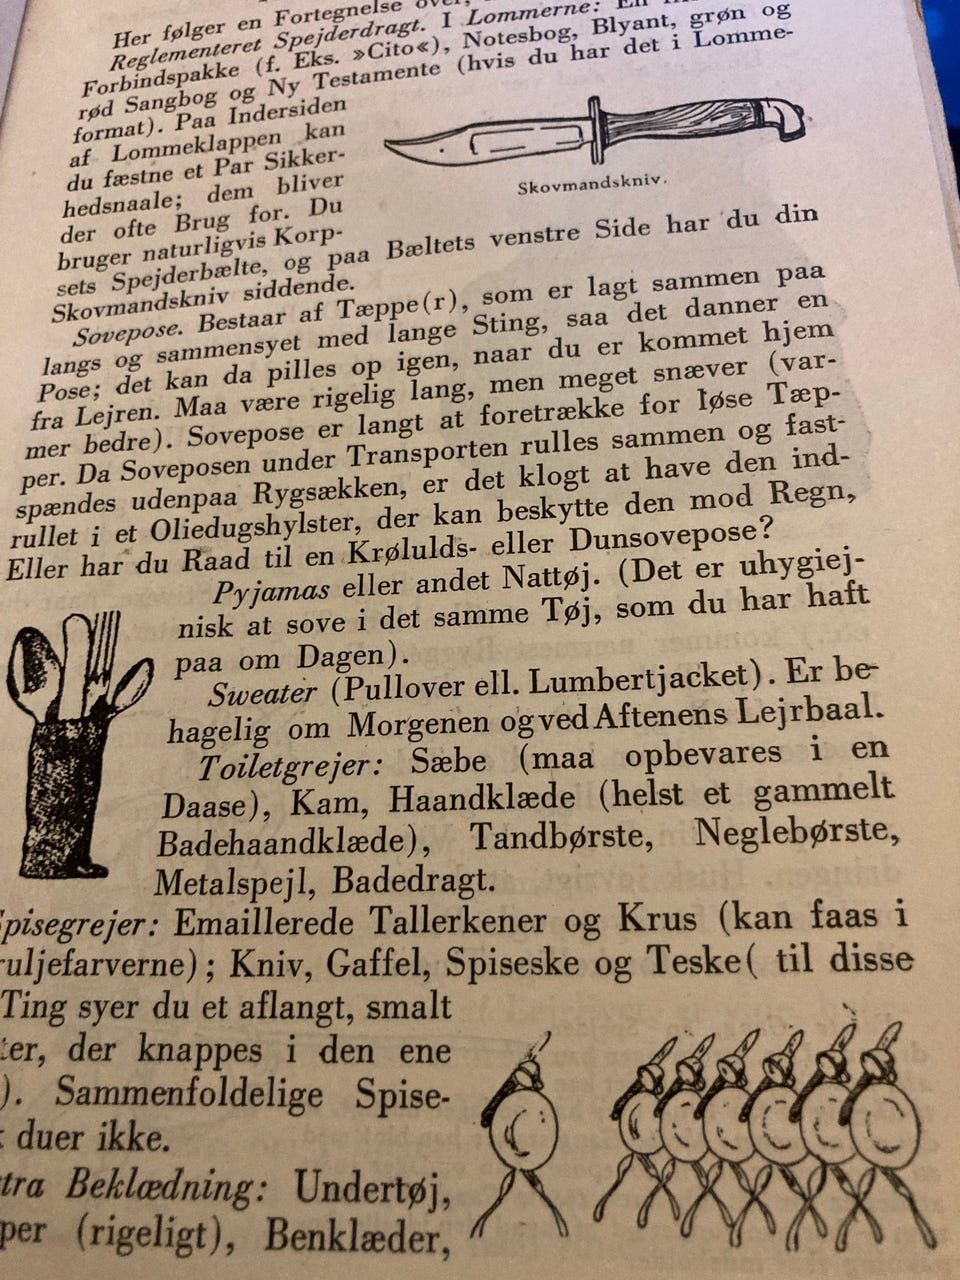 Her følger en Fortegnelse over,
Reglementeret Spejderdragt. I Lommerne: En
Forbindspakke (f. Eks. »Cito«), Notesbog, Blyant, grøn og
rød Sangbog og Ny Testamente (hvis du har det i Lomme-
format). Paa Indersiden
af Lommeklappen kan
du fæstne et Par Sikker-
hedsnaale; dem bliver
der ofte Brug for. Du
bruger naturligvis Korp-
Skovmandskniv.
sets Spejderbælte, og paa Bæltets venstre Side har du din
Skovmandskniv siddende.
Sovepose. Bestaar af Tæppe(r), som er lagt sammen paa
langs og sammensyet med lange Sting, saa det danner en
Pose; det kan da pilles op igen, naar du er kommet hjem
fra Lejren. Maa være rigelig lang, men meget snæver (var-
mer bedre). Sovepose er langt at foretrække for løse Tæp-
per. Da Soveposen under Transporten rulles sammen og fast-
spændes udenpaa Rygsækken, er det klogt at have den ind-
rullet i et Oliedugshylster, der kan beskytte den mod Regn,
Eller har du Raad til en Krølulds- eller Dunsovepose?
Pyjamas eller andet Nattøj. (Det er uhygiej-
nisk at sove i det samme Tøj, som du har haft
paa om Dagen).
Sweater (Pullover ell. Lumbertjacket). Er be-
hagelig om Morgenen og ved Aftenens Lejrbaal.
Toiletgrejer: Sæbe (maa opbevares i en
Daase), Kam, Haandklæde (helst et gammelt
Badehaandklæde), Tandbørste, Neglebørste,
Metalspejl, Badedragt.
Spisegrejer: Emaillerede Tallerkener og Krus (kan faas i
ruljefarverne); Kniv, Gaffel, Spiseske og Teske( til disse
Ting syer du et aflangt, smalt
ter, der knappes i den ene
). Sammenfoldelige Spise-
duer ikke.
tra Beklædning: Undertøj,
per (rigeligt), Benklæder,